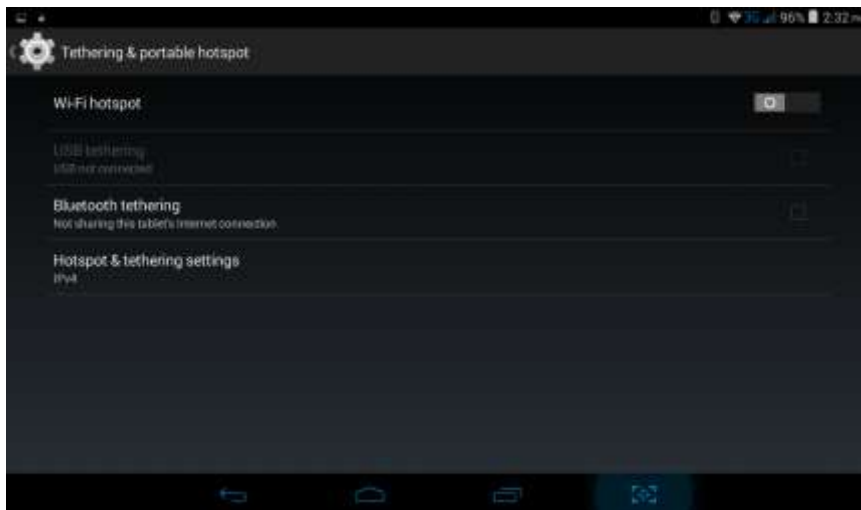 3G 96% 2:32
Tethering & portable hotspot
Wi-Fi hotspot
USB tethering
USB not connected
Bluetooth tethering
Not sharing this tablet's Internet connection
Hotspot & tethering settings
IPv4